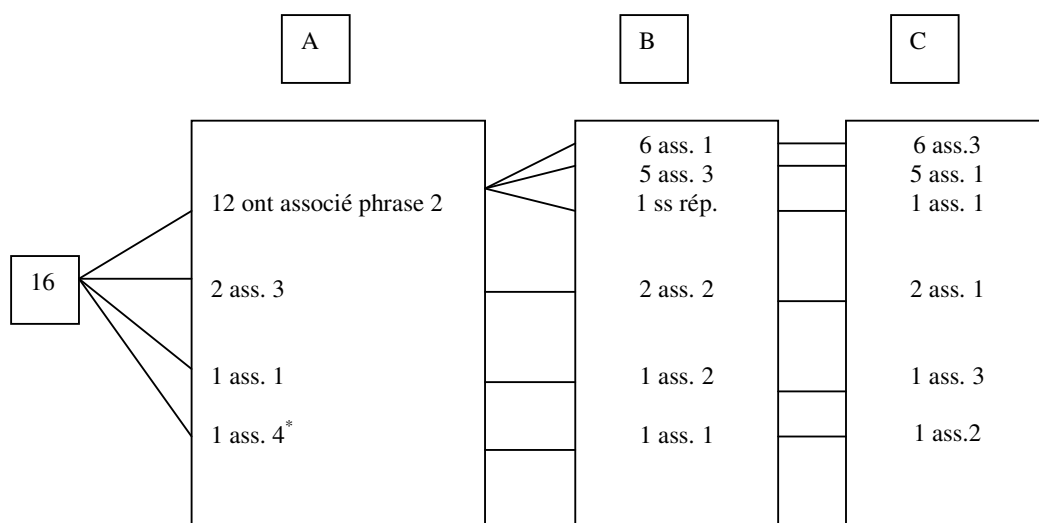 A B C
6 ass. 1 6 ass.3
5 ass. 3 5 ass. 1
12 ont associé phrase 2 1 ss rép. 1 ass. 1
16 2 ass. 3 2 ass. 2 2 ass. 1
1 ass. 1 1 ass. 2 1 ass. 3
1 ass. 4* 1 ass. 1 1 ass.2